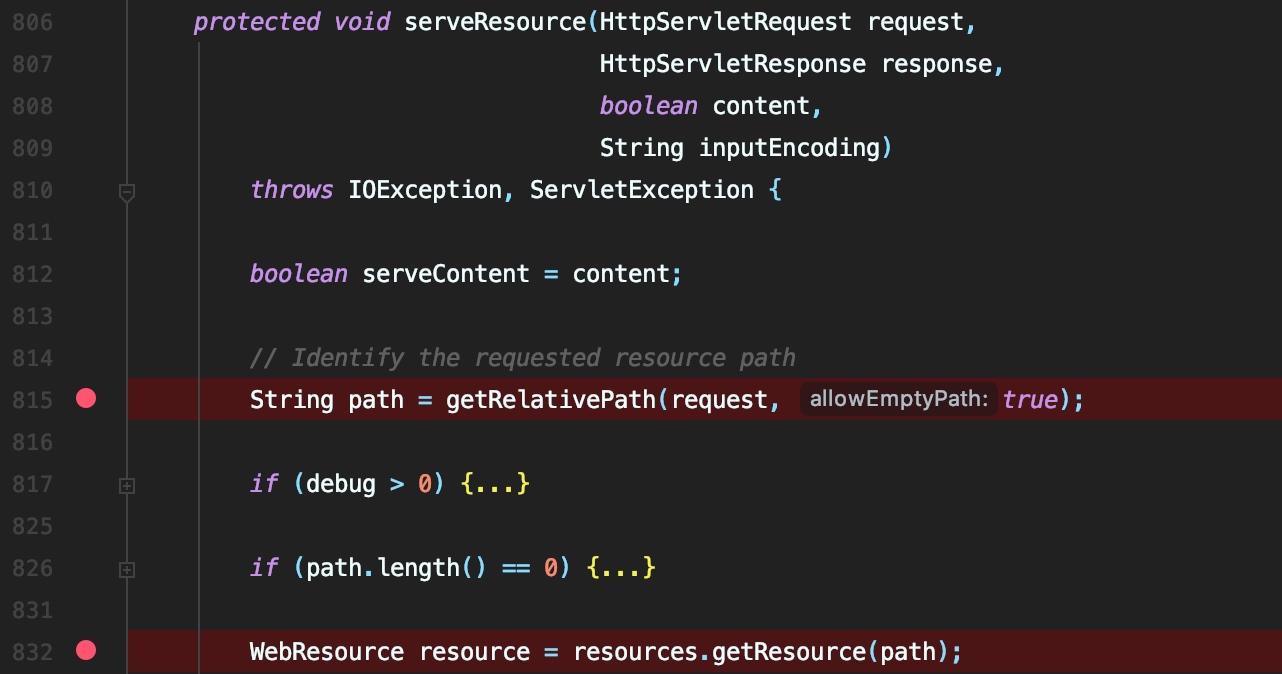 806 protected void serveResource(HttpServletRequest request,
807 HttpServletResponse response,
808 boolean content,
809 String inputEncoding)
810 throws IOException, ServletException {
811
812 boolean serveContent = content;
813
814 // Identify the requested resource path
815 String path = getRelativePath(request, allowEmptyPath: true);
816
817 if (debug > 0) {...}
825
826 if (path.length() == 0) {...}
831
832 WebResource resource = resources.getResource(path);